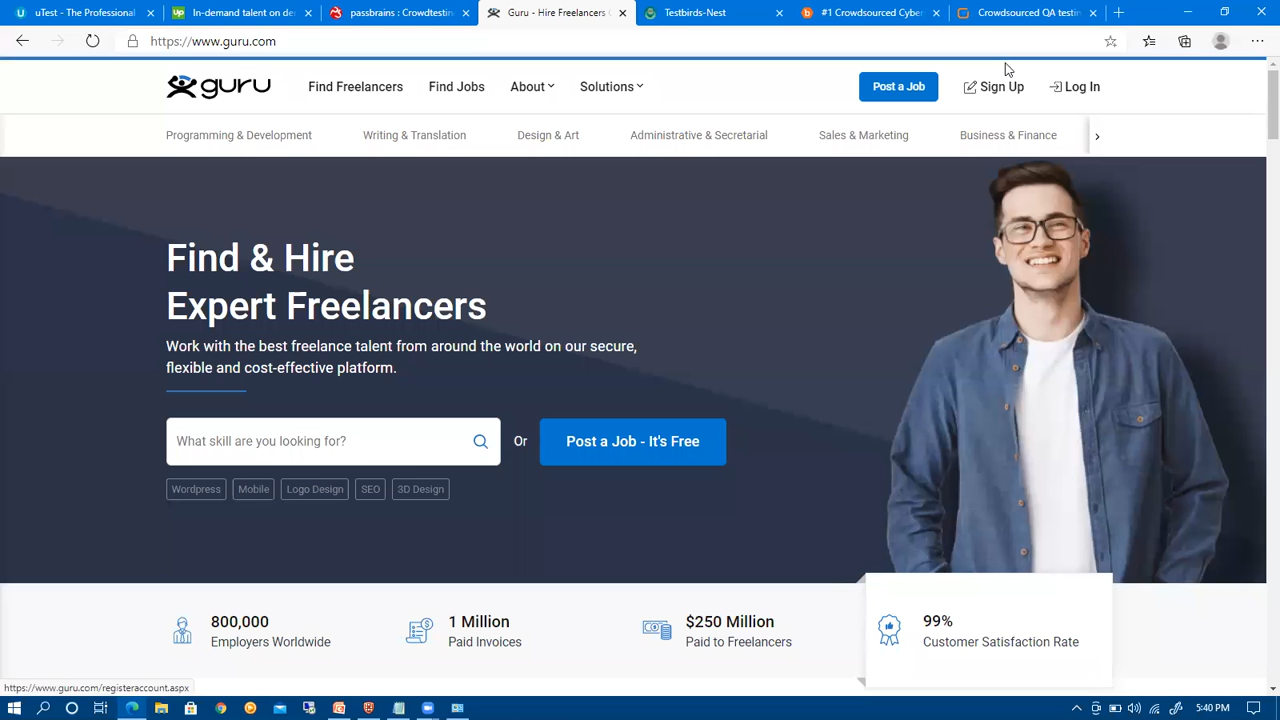 uTest - The Professional
In-demand talent on de
passbrains : Crowdtestin
Guru - Hire Freelancers
Testbirds-Nest
#1 Crowdsourced Cyber
Crowdsourced QA testin
https://www.guru.com
guru
Find Freelancers
Find Jobs
About
Solutions
Post a Job
Sign Up
Log In
Programming & Development
Writing & Translation
Design & Art
Administrative & Secretarial
Sales & Marketing
Business & Finance
Find & Hire
Expert Freelancers
Work with the best freelance talent from around the world on our secure,
flexible and cost-effective platform.
What skill are you looking for?
Or
Post a Job - It's Free
Wordpress
Mobile
Logo Design
SEO
3D Design
800,000
Employers Worldwide
1 Million
Paid Invoices
$250 Million
Paid to Freelancers
99%
Customer Satisfaction Rate
https://www.guru.com/registeraccount.aspx
5:40 PM